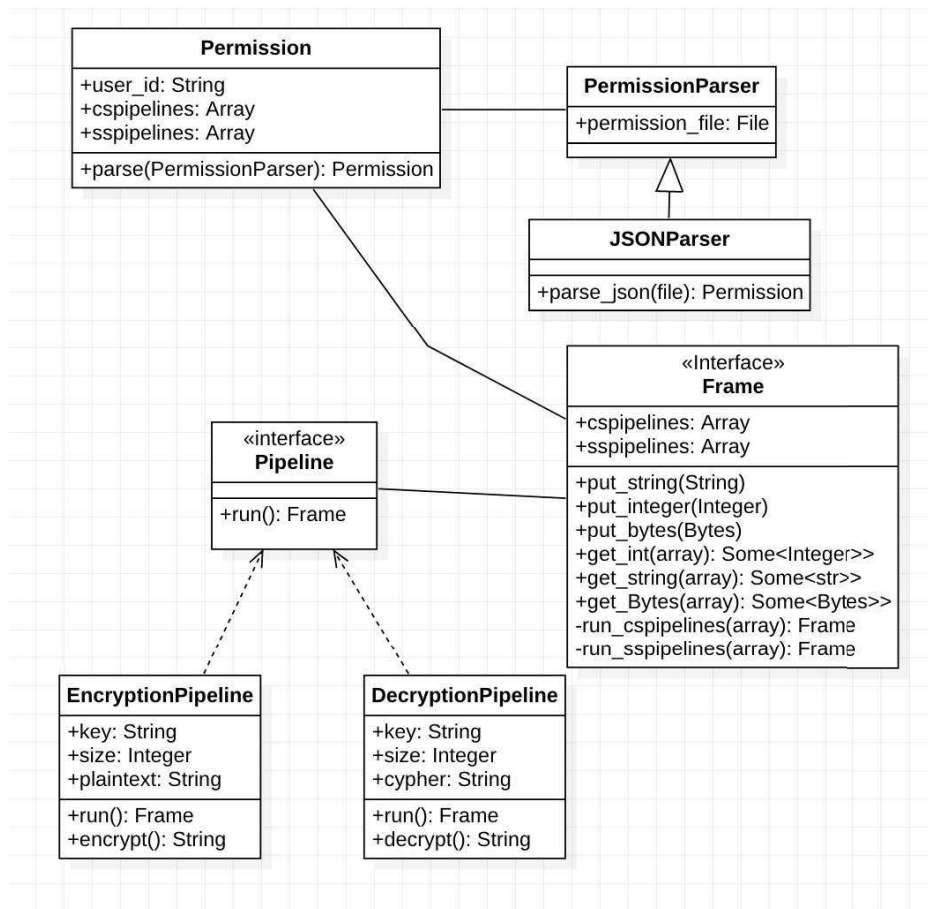 Permission
+user_id: String
+cspipelines: Array
+sspipelines: Array
+parse(PermissionParser): Permission
PermissionParser
+permission_file: File
JSONParser
+parse_json(file): Permission
«Interface»
Frame
+cspipelines: Array
+sspipelines: Array
+put_string(String)
+put_integer(Integer)
+put_bytes(Bytes)
+get_int(array): Some<Integer>>
+get_string(array): Some<str>>
+get_Bytes(array): Some<Bytes>>
-run_cspipelines(array): Frame
-run_sspipelines(array): Frame
«interface»
Pipeline
+run(): Frame
EncryptionPipeline
+key: String
+size: Integer
+plaintext: String
+run(): Frame
+encrypt(): String
DecryptionPipeline
+key: String
+size: Integer
+cypher: String
+run(): Frame
+decrypt(): String